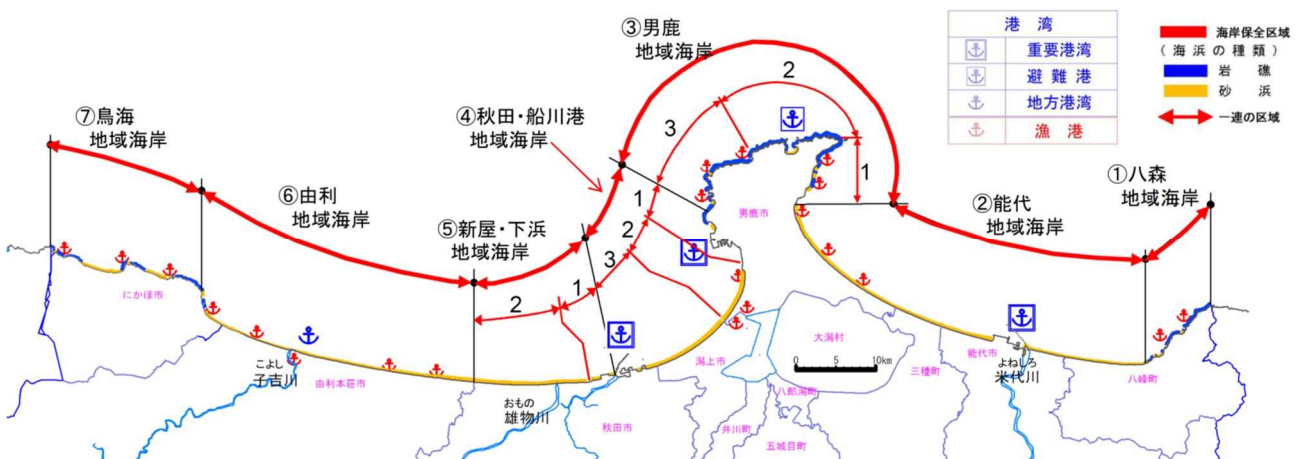 ③男鹿
地域海岸
港 湾
重要港湾
避 難 港
地方港湾
漁 港
海岸保全区域
(海 浜 の 種 類)
岩 礁
砂 浜
一連の区域
⑦鳥海
地域海岸
④秋田・船川港
地域海岸
①八森
地域海岸
⑥由利
地域海岸
⑤新屋・下浜
地域海岸
②能代
地域海岸
2
3
1
1
2
3
1
2
男鹿市
にかほ市
大潟村
0 5 10km
潟上市
能代市
三種町
こよし
子吉川
由利本荘市
よねしろ
米代川
八峰町
八郎潟町
おもの
雄物川
秋田市
井川町
五城目町